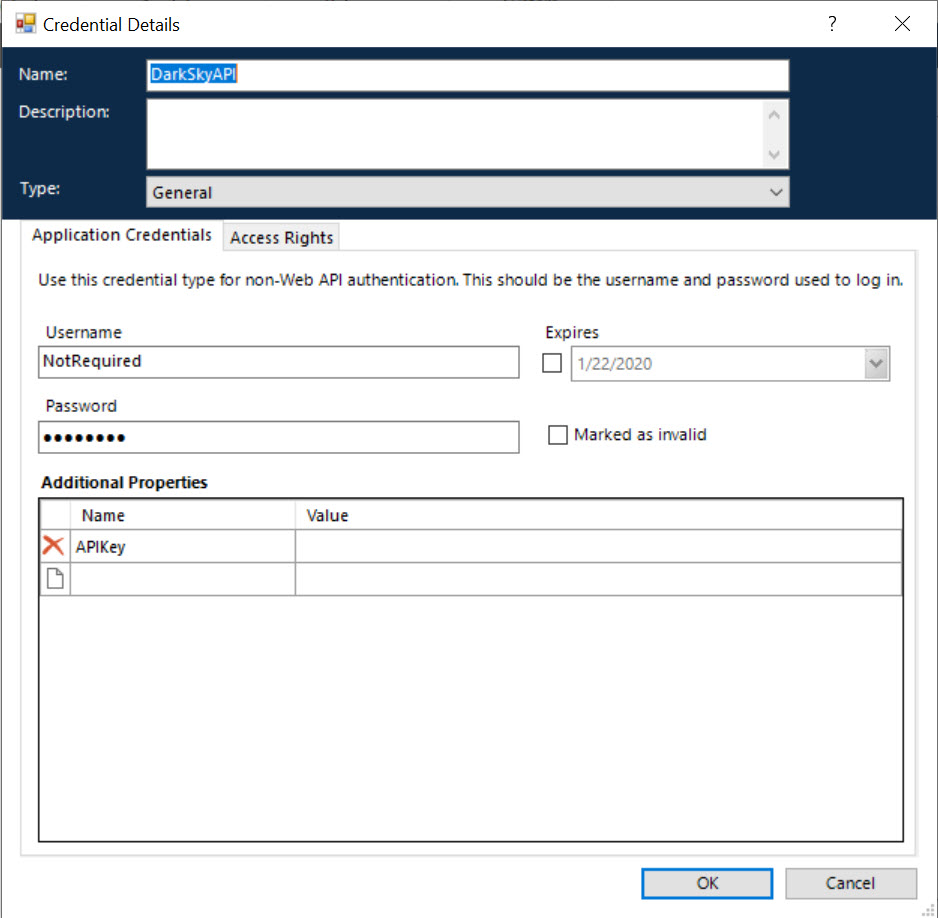 Credential Details
Name:
DarkSkyAPI
Description:
Type:
General
Application Credentials
Access Rights
Use this credential type for non-Web API authentication. This should be the username and password used to log in.
Username
Expires
NotRequired
1/22/2020
Password
●●●●●●●●
Marked as invalid
Additional Properties
Name
Value
APIKey
OK
Cancel